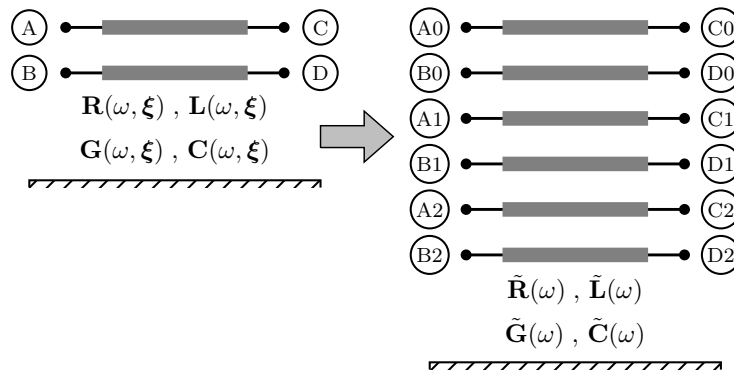 A C
B D
𝐑(ω, 𝛏) , 𝐋(ω, 𝛏)
𝐆(ω, 𝛏) , 𝐂(ω, 𝛏)
A0 C0
B0 D0
A1 C1
B1 D1
A2 C2
B2 D2
𝐑̃(ω) , 𝐋̃(ω)
𝐆̃(ω) , 𝐂̃(ω)